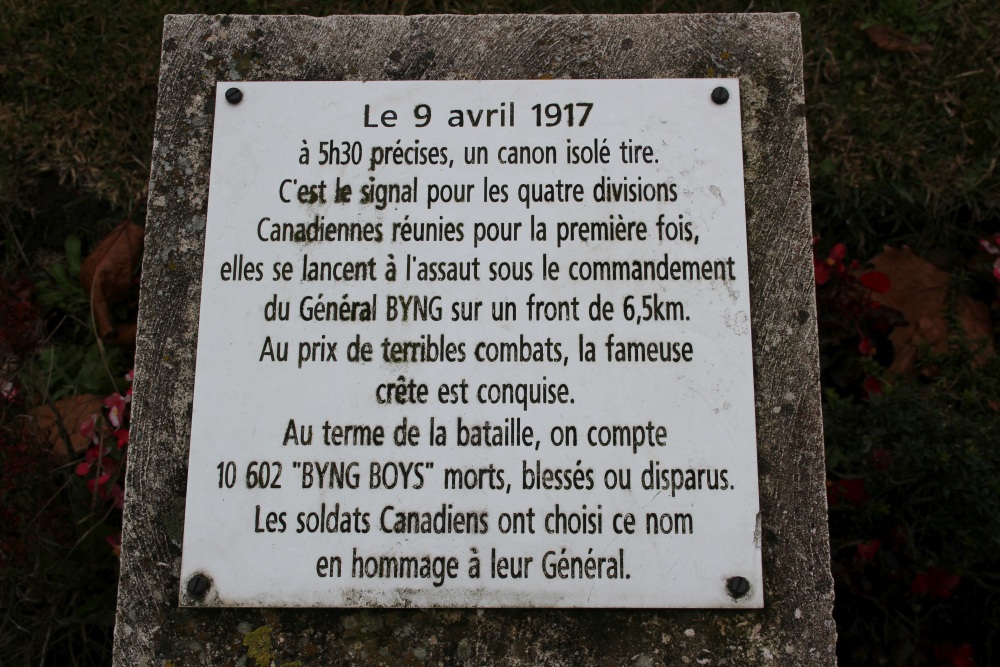 Le 9 avril 1917
à 5h30 précises, un canon isolé tire.
C'est le signal pour les quatre divisions
Canadiennes réunies pour la première fois,
elles se lancent à l'assaut sous le commandement
du Général BYNG sur un front de 6,5km.
Au prix de terribles combats, la fameuse
crête est conquise.
Au terme de la bataille, on compte
10 602 "BYNG BOYS" morts, blessés ou disparus.
Les soldats Canadiens ont choisi ce nom
en hommage à leur Général.